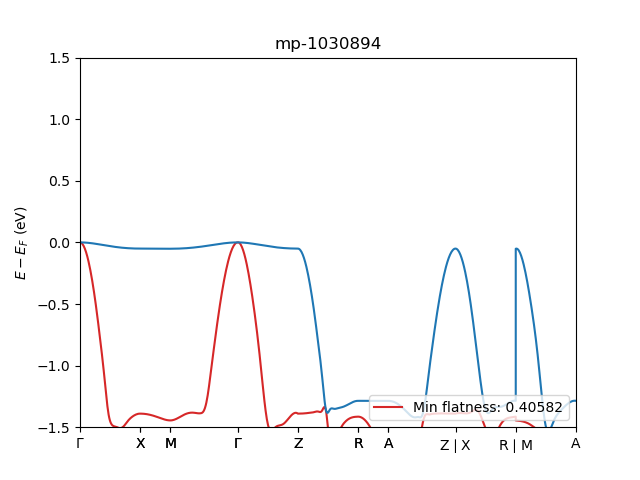 mp-1030894
E − E_F (eV)
1.5
1.0
0.5
0.0
−0.5
−1.0
−1.5
Min flatness: 0.40582
Γ X M Γ Z R A Z | X R | M A